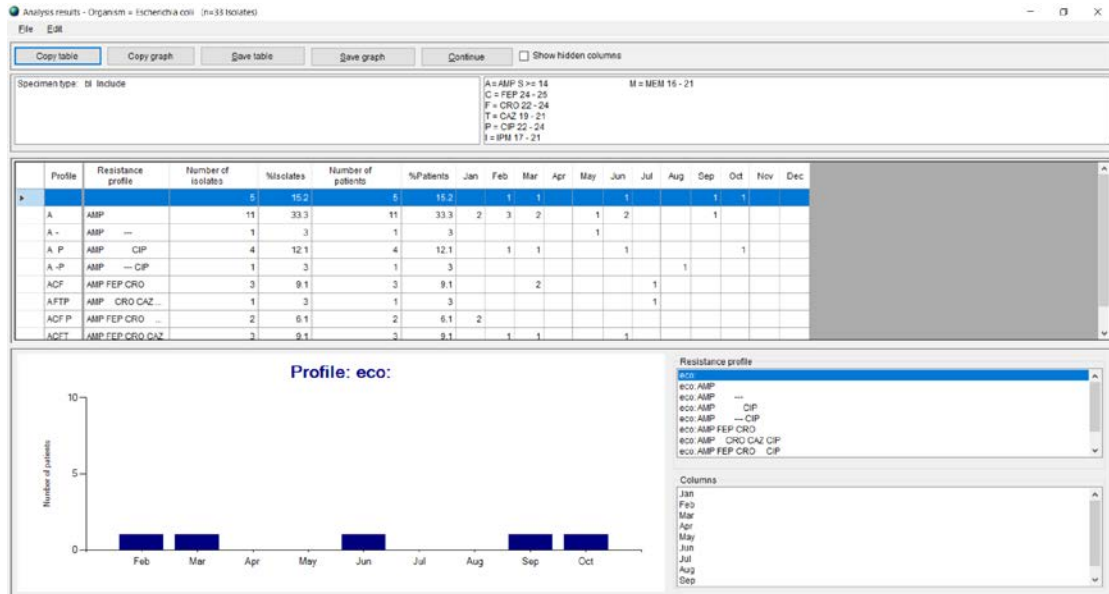 Analysis results - Organism = Escherichia coli (n=33 Isolates)
File Edit
Copy table Copy graph Save table Save graph Continue Show hidden columns
Specimen type: bl Include
A = AMP S >= 14 M = MEM 16 - 21
C = FEP 24 - 25
F = CRO 22 - 24
T = CAZ 19 - 21
P = CIP 22 - 24
I = IPM 17 - 21
Profile Resistance profile Number of isolates %Isolates Number of patients %Patients Jan Feb Mar Apr May Jun Jul Aug Sep Oct Nov Dec
5 15.2 5 15.2 1 1 1 1 1
A AMP 11 33.3 11 33.3 2 3 2 1 2 1
A - AMP --- 1 3 1 3 1
A P AMP CIP 4 12.1 4 12.1 1 1 1 1
A -P AMP --- CIP 1 3 1 3 1
ACF AMP FEP CRO 3 9.1 3 9.1 2 1
AFTP AMP CRO CAZ ... 1 3 1 3 1
ACF P AMP FEP CRO ... 2 6.1 2 6.1 2
ACFT AMP FEP CRO CAZ 3 9.1 3 9.1 1 1 1
Profile: eco:
Number of patients
10
5
0
Feb Mar Apr May Jun Jul Aug Sep Oct
Resistance profile
eco:
eco: AMP
eco: AMP ---
eco: AMP CIP
eco: AMP --- CIP
eco: AMP FEP CRO
eco: AMP CRO CAZ CIP
eco: AMP FEP CRO CIP
Columns
Jan
Feb
Mar
Apr
May
Jun
Jul
Aug
Sep